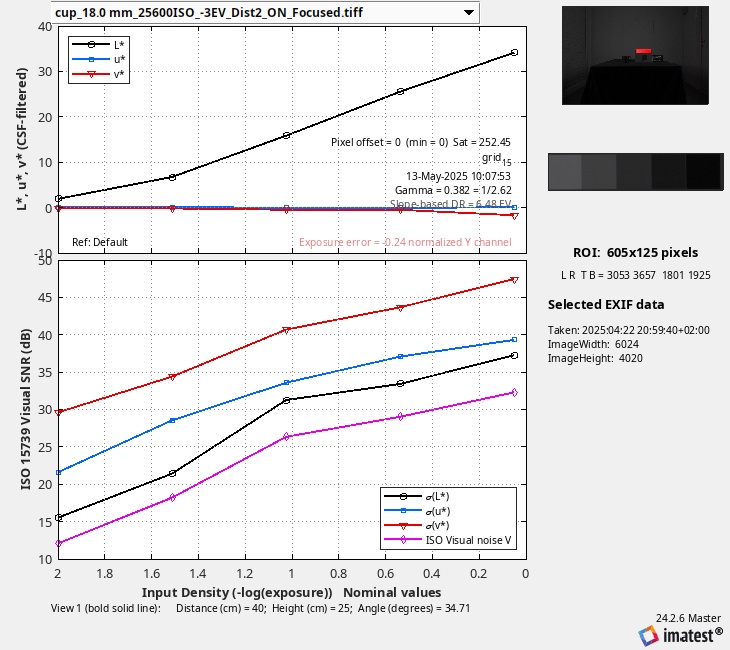 cup_18.0 mm_25600ISO_-3EV_Dist2_ON_Focused.tiff
40
30
20
10
0
-10
L*, u*, v* (CSF-filtered)
L*
u*
v*
Pixel offset = 0 (min = 0) Sat = 252.45
grid15
13-May-2025 10:07:53
Gamma = 0.382 = 1/2.62
Slope-based DR = 6.48 EV
Ref: Default
Exposure error = -0.24 normalized Y channel
50
45
40
35
30
25
20
15
10
ISO 15739 Visual SNR (dB)
σ(L*)
σ(u*)
σ(v*)
ISO Visual noise V
2 1.8 1.6 1.4 1.2 1 0.8 0.6 0.4 0.2 0
Input Density (-log(exposure)) Nominal values
View 1 (bold solid line): Distance (cm) = 40; Height (cm) = 25; Angle (degrees) = 34.71
ROI: 605x125 pixels
L R T B = 3053 3657 1801 1925
Selected EXIF data
Taken: 2025:04:22 20:59:40+02:00
ImageWidth: 6024
ImageHeight: 4020
24.2.6 Master
imatest®